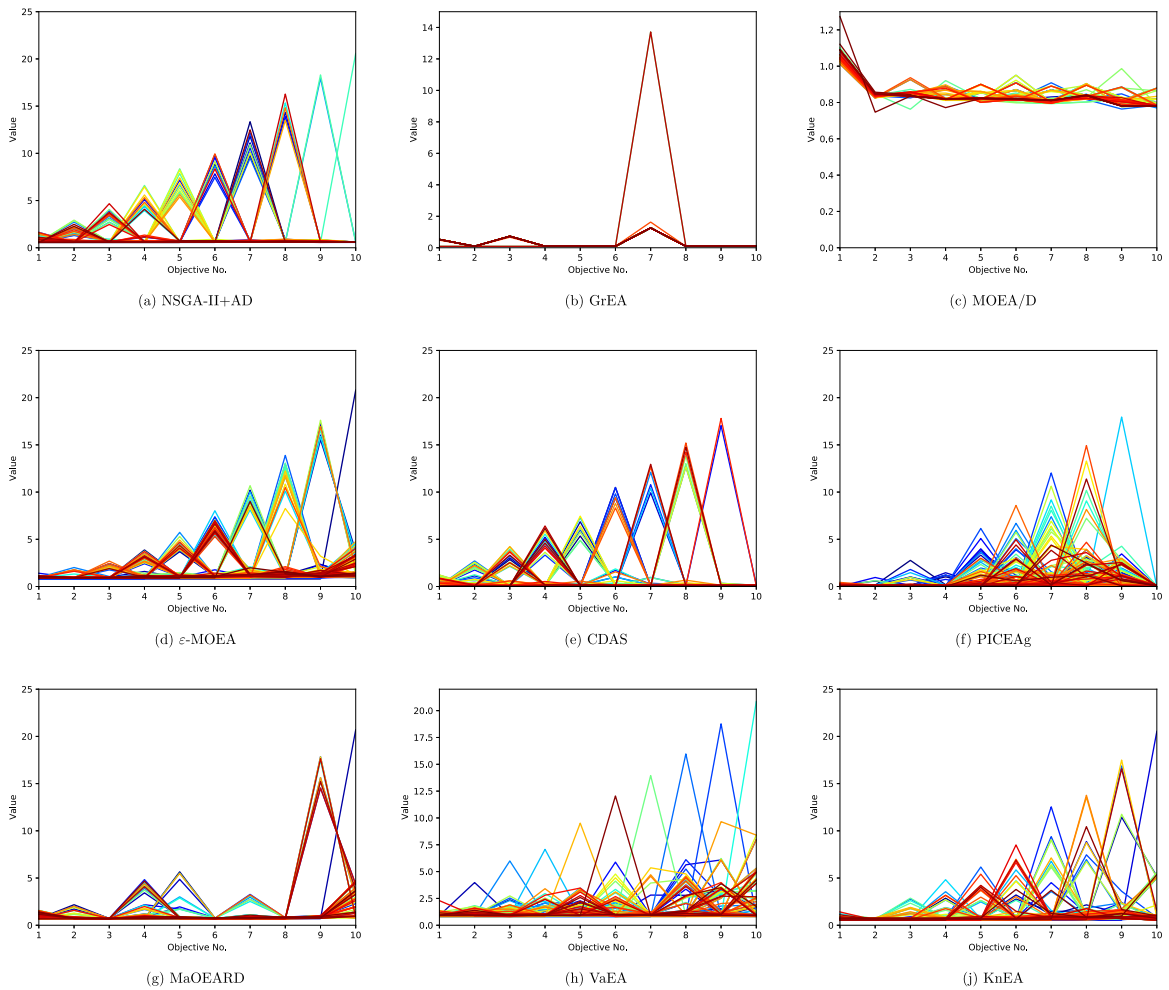 25
20
15
10
5
0
Value
1 2 3 4 5 6 7 8 9 10
Objective No.
(a) NSGA-II+AD
14
12
10
8
6
4
2
0
Value
1 2 3 4 5 6 7 8 9 10
Objective No.
(b) GrEA
1.2
1.0
0.8
0.6
0.4
0.2
0.0
Value
1 2 3 4 5 6 7 8 9 10
Objective No.
(c) MOEA/D
25
20
15
10
5
0
Value
1 2 3 4 5 6 7 8 9 10
Objective No.
(d) ε-MOEA
25
20
15
10
5
0
Value
1 2 3 4 5 6 7 8 9 10
Objective No.
(e) CDAS
25
20
15
10
5
0
Value
1 2 3 4 5 6 7 8 9 10
Objective No.
(f) PICEAg
25
20
15
10
5
0
Value
1 2 3 4 5 6 7 8 9 10
Objective No.
(g) MaOEARD
20.0
17.5
15.0
12.5
10.0
7.5
5.0
2.5
0.0
Value
1 2 3 4 5 6 7 8 9 10
Objective No.
(h) VaEA
25
20
15
10
5
0
Value
1 2 3 4 5 6 7 8 9 10
Objective No.
(j) KnEA